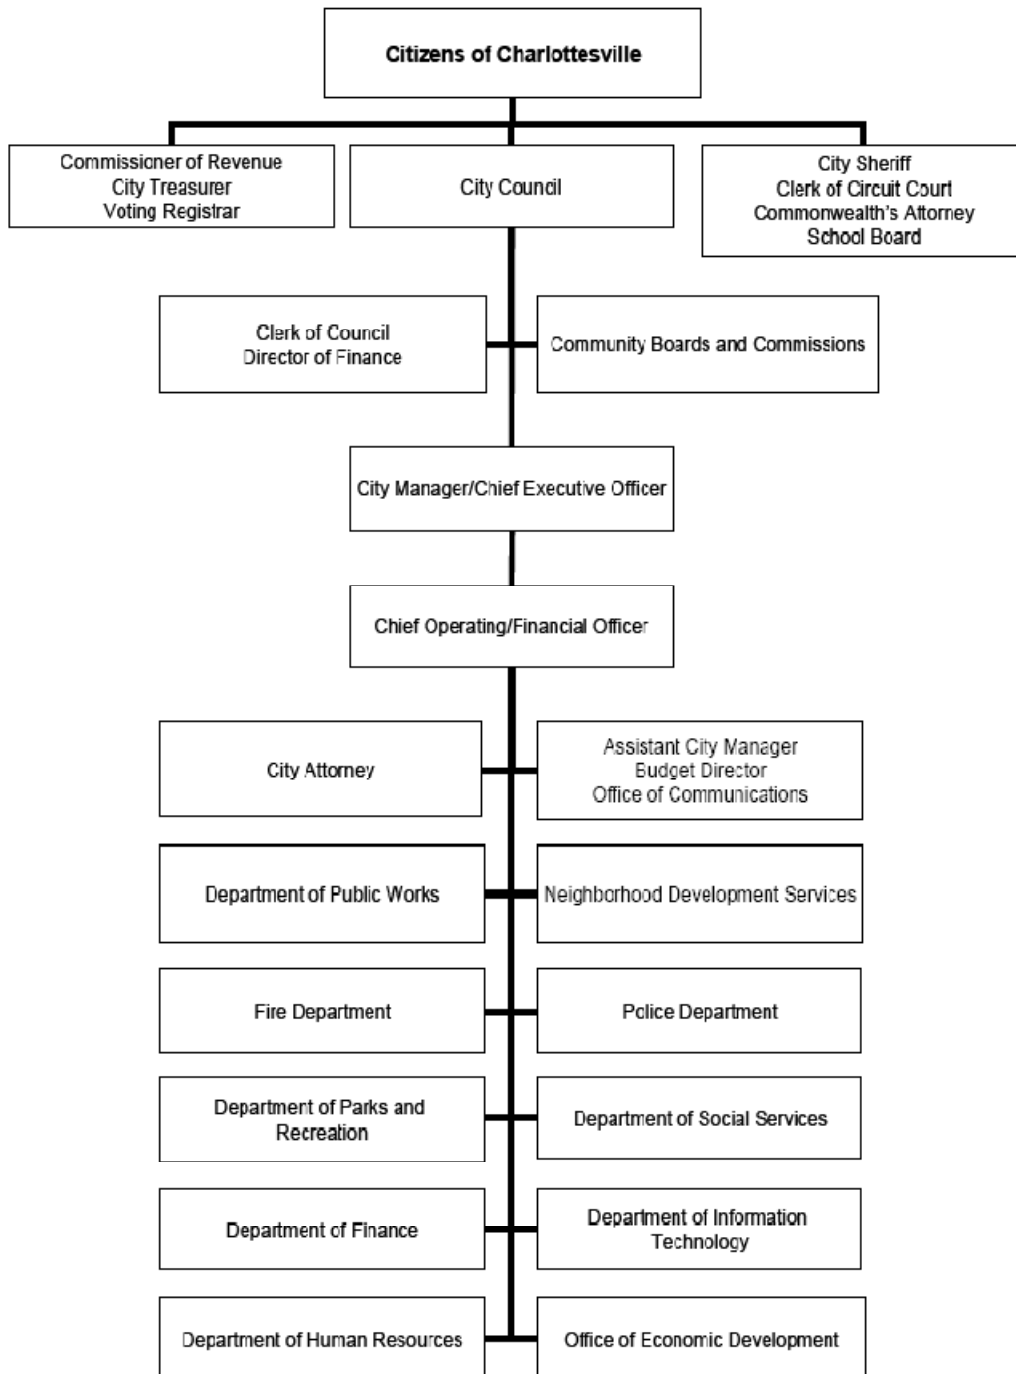 Citizens of Charlottesville
Commissioner of Revenue
City Treasurer
Voting Registrar
City Council
City Sheriff
Clerk of Circuit Court
Commonwealth's Attorney
School Board
Clerk of Council
Director of Finance
Community Boards and Commissions
City Manager/Chief Executive Officer
Chief Operating/Financial Officer
City Attorney
Assistant City Manager
Budget Director
Office of Communications
Department of Public Works
Neighborhood Development Services
Fire Department
Police Department
Department of Parks and
Recreation
Department of Social Services
Department of Finance
Department of Information
Technology
Department of Human Resources
Office of Economic Development